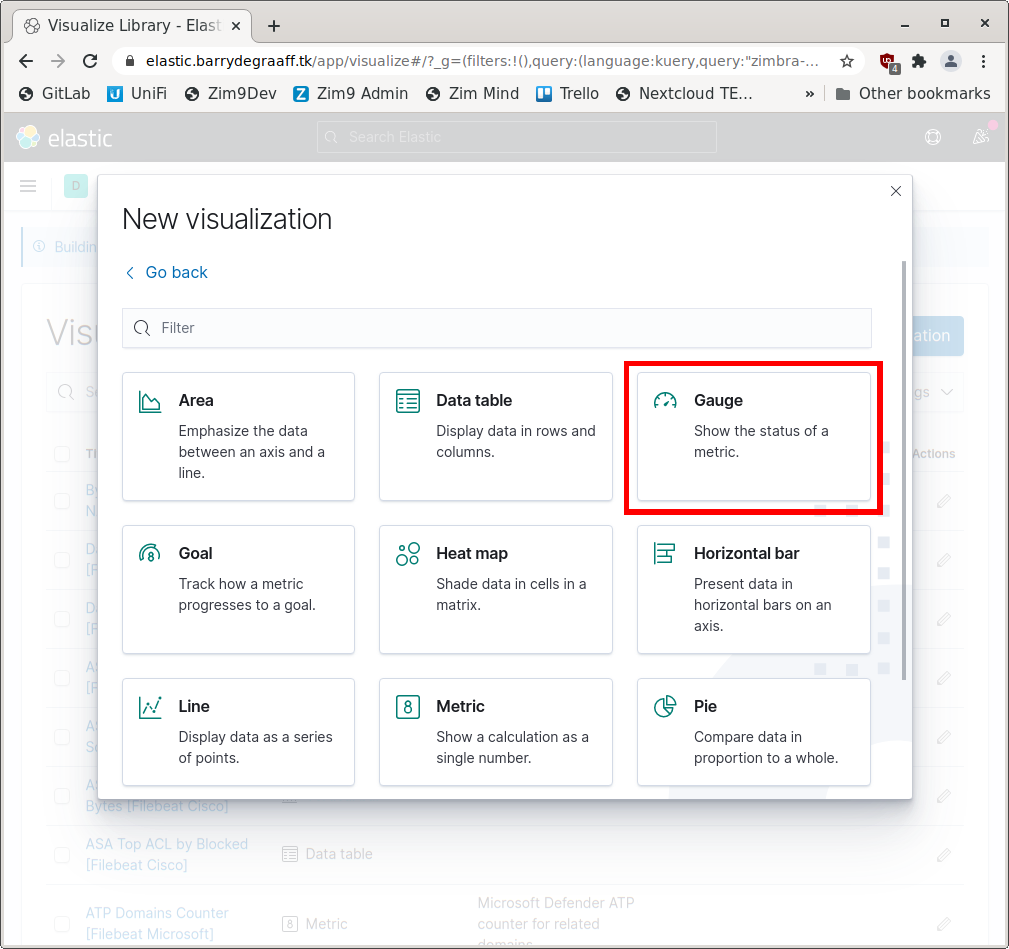 Visualize Library - Elast
elastic.barrydegraaff.tk/app/visualize#/?_g=(filters:!(),query:(language:kuery,query:"zimbra-...
4
GitLab UniFi Zim9Dev Zim9 Admin Zim Mind Trello Nextcloud TE... » Other bookmarks
elastic Search Elastic
D
Buildin
New visualization
Go back
Visu
ation
Filter
gs
Area
Emphasize the data
between an axis and a
line.
Data table
Display data in rows and
columns.
Gauge
Show the status of a
metric.
Actions
Goal
Track how a metric
progresses to a goal.
Heat map
Shade data in cells in a
matrix.
Horizontal bar
Present data in
horizontal bars on an
axis.
Line
Display data as a series
of points.
8
Metric
Show a calculation as a
single number.
Pie
Compare data in
proportion to a whole.
Bytes [Filebeat Cisco]
ASA Top ACL by Blocked
[Filebeat Cisco]
Data table
ATP Domains Counter
[Filebeat Microsoft]
8 Metric
Microsoft Defender ATP
counter for related
domains